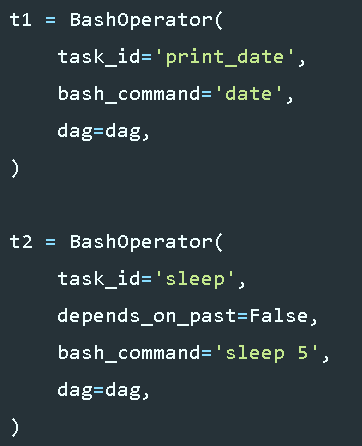 t1 = BashOperator(
    task_id='print_date',
    bash_command='date',
    dag=dag,
)

t2 = BashOperator(
    task_id='sleep',
    depends_on_past=False,
    bash_command='sleep 5',
    dag=dag,
)